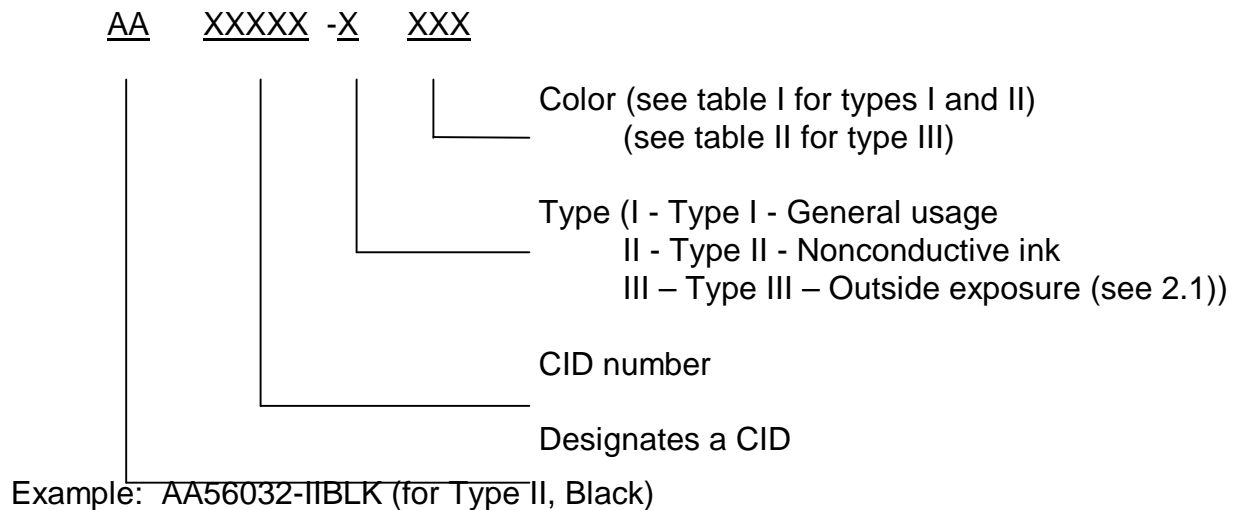 AA XXXXX -X XXX
Color (see table I for types I and II)
(see table II for type III)
Type (I - Type I - General usage
II - Type II - Nonconductive ink
III – Type III – Outside exposure (see 2.1))
CID number
Designates a CID
Example: AA56032-IIBLK (for Type II, Black)